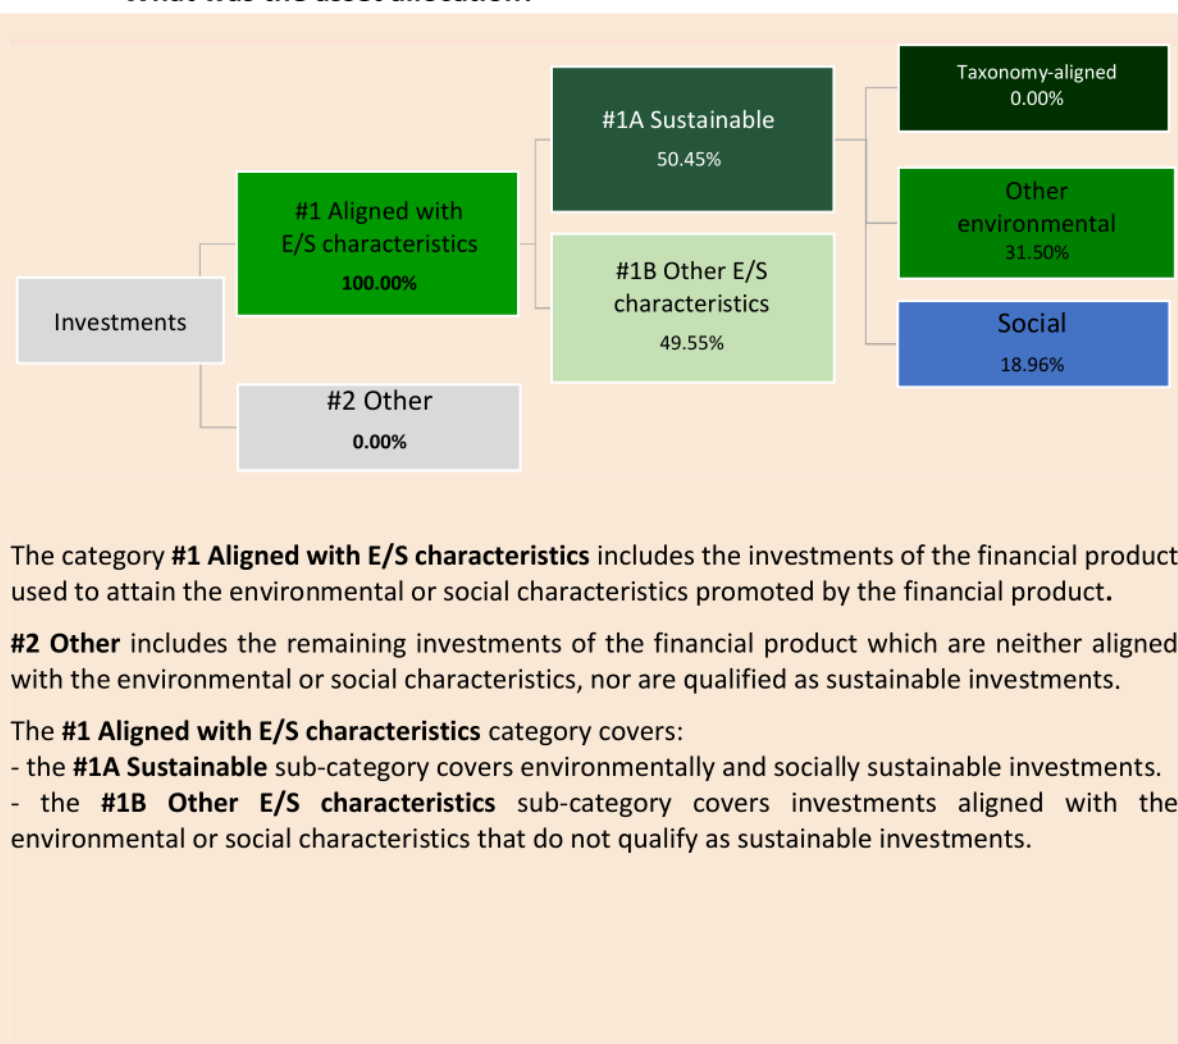 What was the asset allocation?
Taxonomy-aligned
0.00%
#1A Sustainable
50.45%
Other
environmental
31.50%
#1 Aligned with
E/S characteristics
100.00%
#1B Other E/S
characteristics
49.55%
Investments
Social
18.96%
#2 Other
0.00%
The category #1 Aligned with E/S characteristics includes the investments of the financial product
used to attain the environmental or social characteristics promoted by the financial product.
#2 Other includes the remaining investments of the financial product which are neither aligned
with the environmental or social characteristics, nor are qualified as sustainable investments.
The #1 Aligned with E/S characteristics category covers:
- the #1A Sustainable sub-category covers environmentally and socially sustainable investments.
- the #1B Other E/S characteristics sub-category covers investments aligned with the
environmental or social characteristics that do not qualify as sustainable investments.